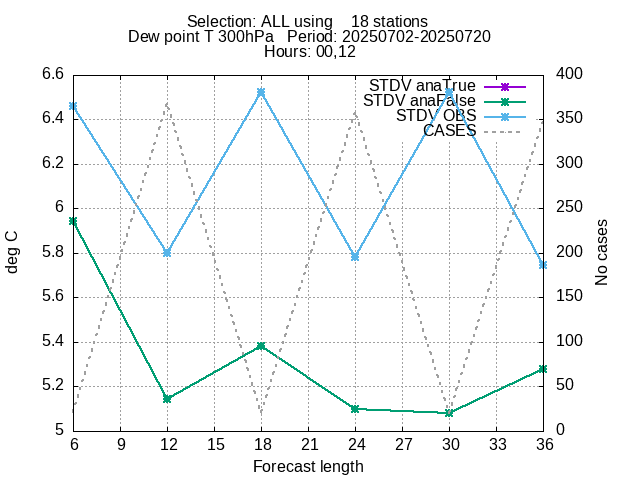 Selection: ALL using    18 stations
Dew point T 300hPa   Period: 20250702-20250720
Hours: 00,12
6.6
6.4
6.2
6
5.8
5.6
5.4
5.2
5
deg C
400
350
300
250
200
150
100
50
0
No cases
STDV anaTrue
STDV anaFalse
STDV OBS
CASES
6 9 12 15 18 21 24 27 30 33 36
Forecast length